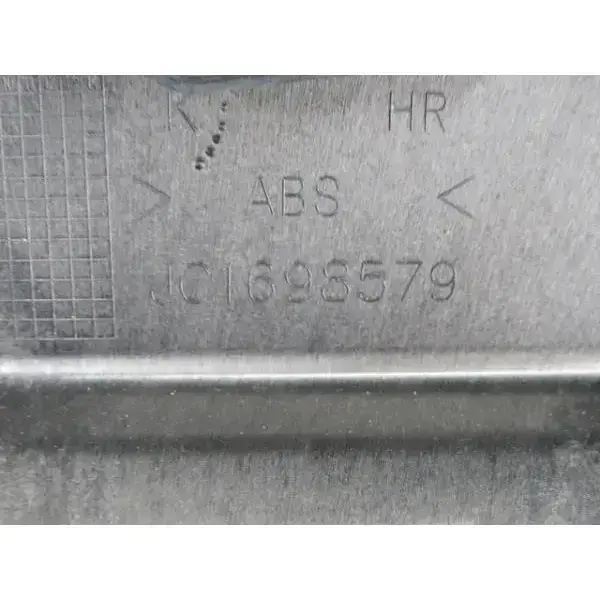 K HR
> ABS <
JC1698579